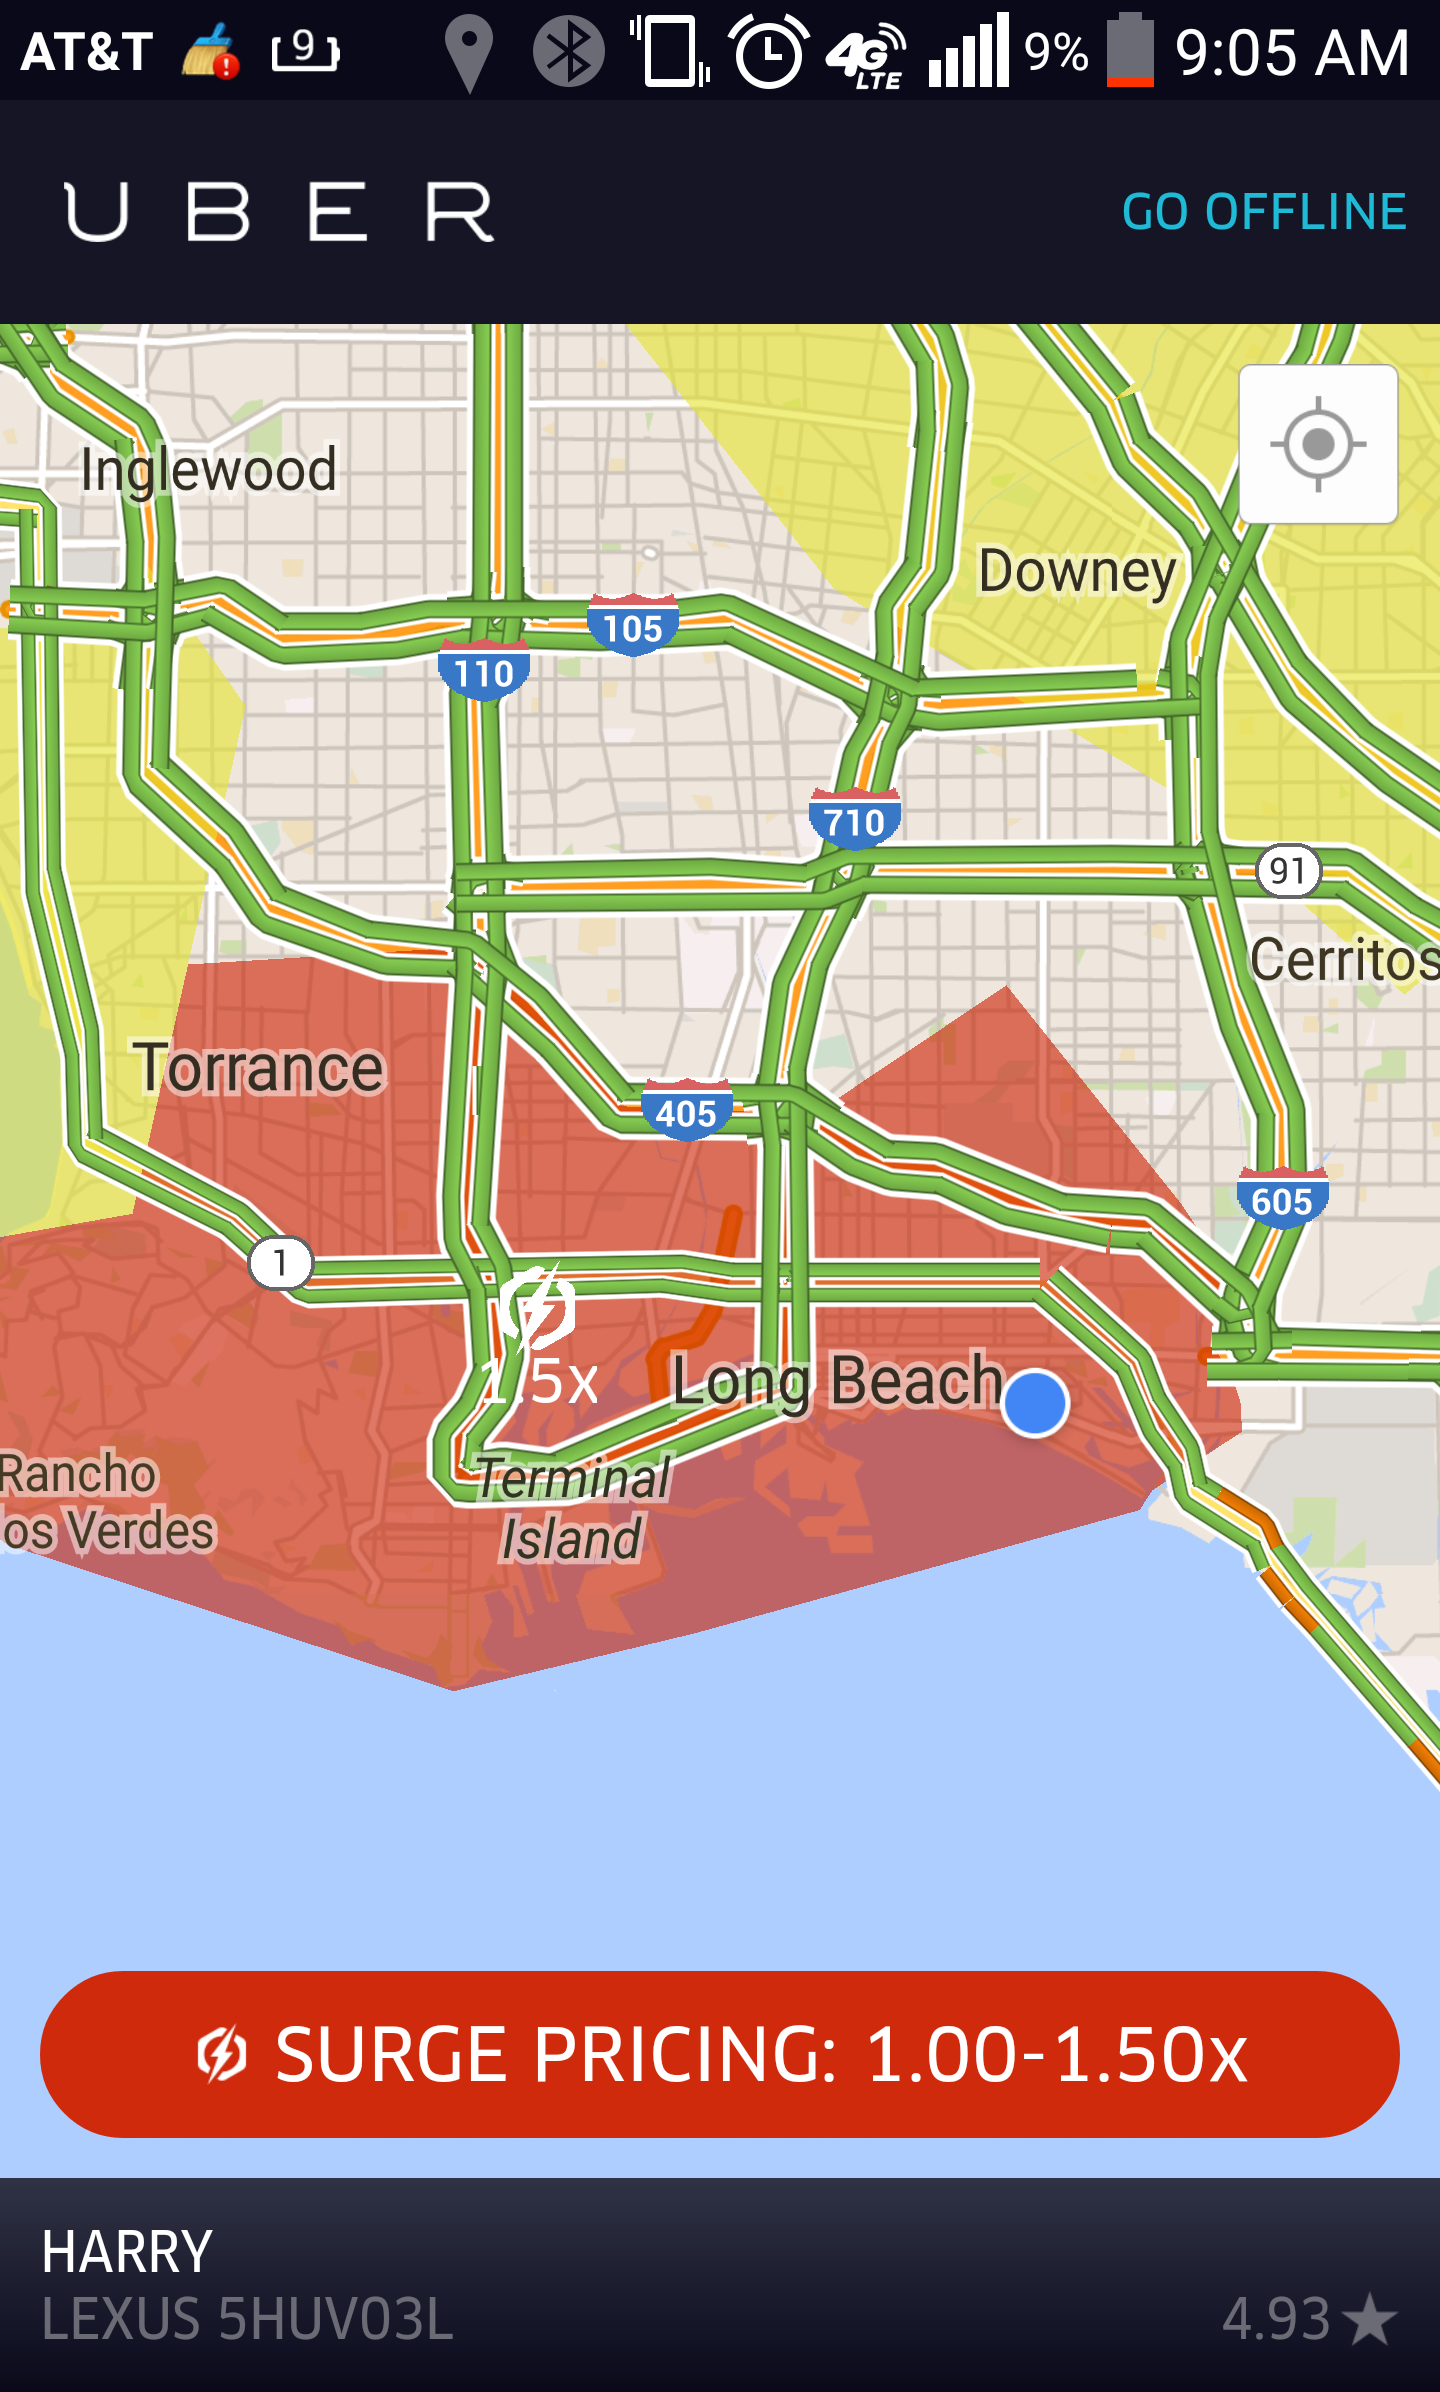 AT&T 9 4G LTE 9% 9:05 AM
UBER GO OFFLINE
Inglewood
Downey
105
110
710
91
Cerritos
Torrance
405
605
1
1.5x
Long Beach
Rancho
os Verdes
Terminal
Island
SURGE PRICING: 1.00-1.50x
HARRY
LEXUS 5HUV03L 4.93